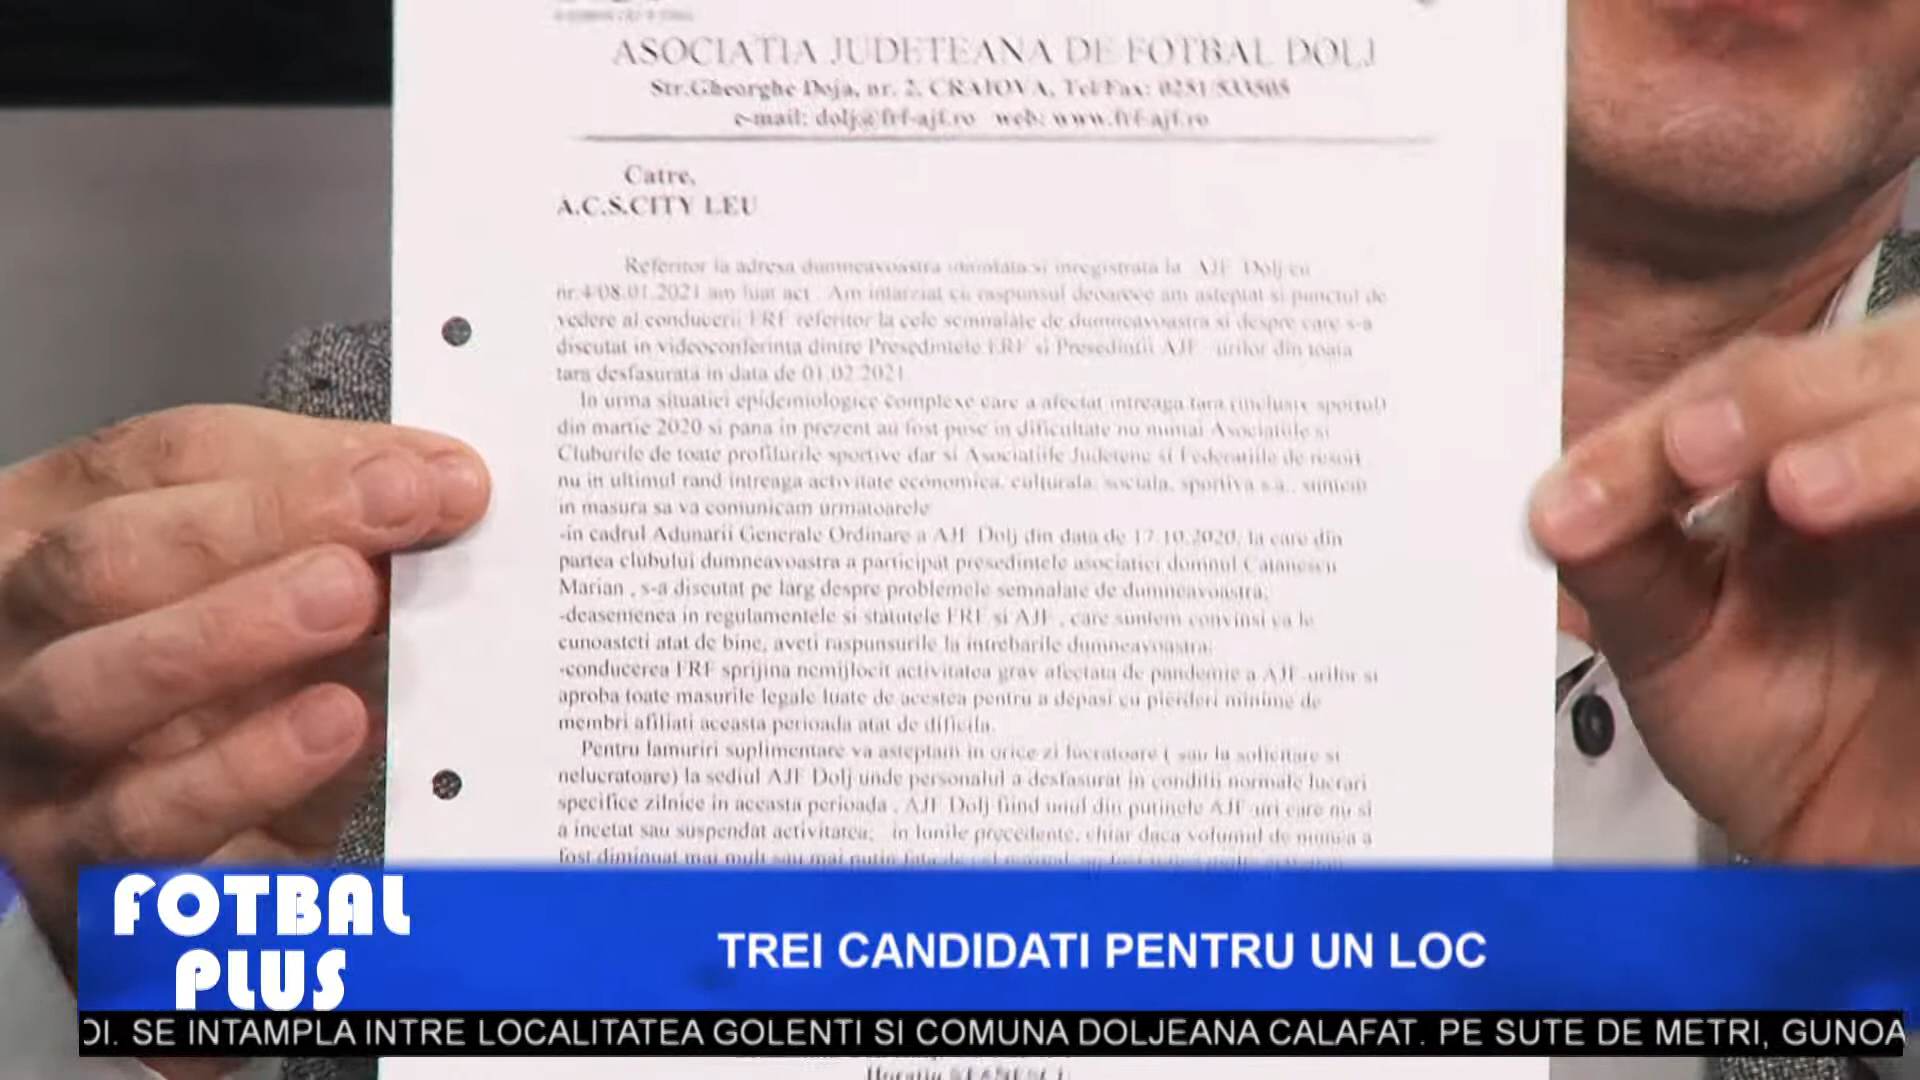 ASOCIATIA JUDETEANA DE FOTBAL DOLJ
Str.Gheorghe Doja, nr. 2, CRAIOVA, Tel/Fax: 0251/533505
e-mail: dolj@frf-ajf.ro web: www.frf-ajf.ro
Catre,
A.C.S.CITY LEU
Referitor la adresa dumneavoastra inaintata si inregistrata la AJF Dolj cu
nr.4/08.01.2021 am luat act . Am intarziat cu raspunsul deoarece am asteptat si punctul de
vedere al conducerii FRF referitor la cele semnalate de dumneavoastra si despre care s-a
discutat in videoconferinta dintre Presedintele FRF si Presedintii AJF -urilor din toata
tara desfasurata in data de 01.02.2021.
In urma situatiei epidemiologice complexe care a afectat intreaga tara (inclusiv sportul)
din martie 2020 si pana in prezent au fost puse in dificultate nu numai Asociatiile si
Cluburile de toate profilurile sportive dar si Asociatiile Judetene si Federatiile de resort
nu in ultimul rand intreaga activitate economica, culturala, sociala, sportiva s.a., suntem
in masura sa va comunicam urmatoarele
-in cadrul Adunarii Generale Ordinare a AJF Dolj din data de 17.10.2020, la care din
partea clubului dumneavoastra a participat presedintele asociatiei domnul
Marian , s-a discutat pe larg despre problemele semnalate de dumneavoastra;
-deasemenea in regulamentele si statutele FRF si AJF , care suntem convinsi ca le
cunoasteti atat de bine, aveti raspunsurile la intrebarile dumneavoastra;
-conducerea FRF sprijina nemijlocit activitatea grav afectata de pandemie a AJF-urilor si
aproba toate masurile legale luate de acestea pentru a depasi cu pierderi minime de
membri afiliati aceasta perioada atat de dificila.
Pentru lamuriri suplimentare va asteptam in orice zi lucratoare ( sau la solicitare si
nelucratoare) la sediul AJF Dolj unde personalul a desfasurat in conditii normale lucrari
specifice zilnice in aceasta perioada , AJF Dolj fiind unul din putinele AJF-uri care nu si
a incetat sau suspendat activitatea; in lunile precedente, chiar daca volumul de munca a
fost diminuat mai mult sau mai putin fata de cel normal,
FOTBAL
PLUS
TREI CANDIDATI PENTRU UN LOC
OI. SE INTAMPLA INTRE LOCALITATEA GOLENTI SI COMUNA DOLJEANA CALAFAT. PE SUTE DE METRI, GUNOA